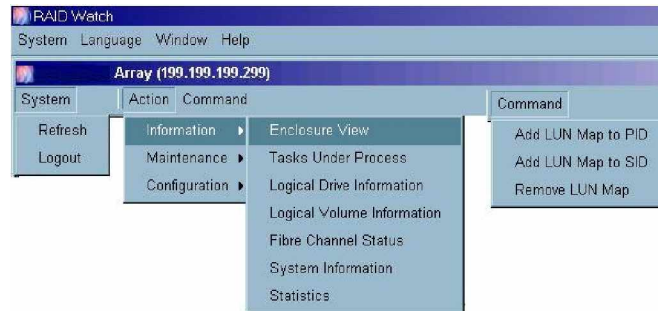 RAID Watch
System Language Window Help
Array (199.199.199.299)
System Action Command
Refresh
Logout
Information
Maintenance
Configuration
Enclosure View
Tasks Under Process
Logical Drive Information
Logical Volume Information
Fibre Channel Status
System Information
Statistics
Command
Add LUN Map to PID
Add LUN Map to SID
Remove LUN Map